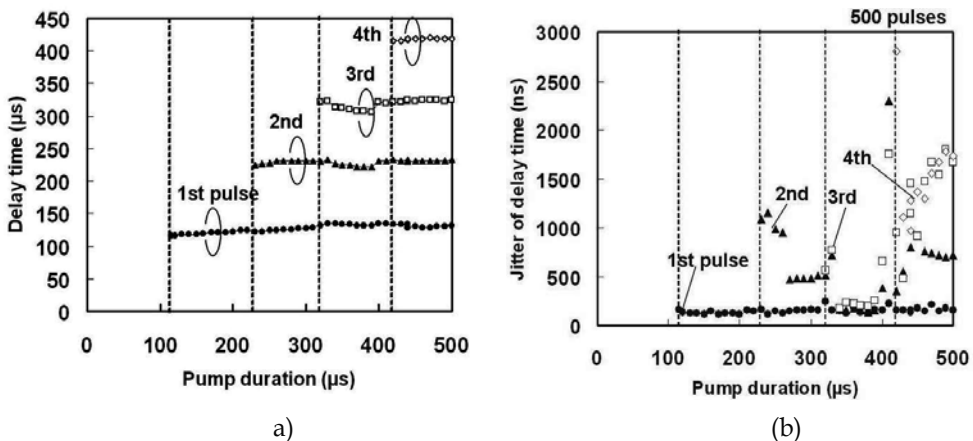 450
400
350
300
250
200
150
100
50
0
Delay time (µs)
4th
3rd
2nd
1st pulse
0 100 200 300 400 500
Pump duration (µs)
a)
500 pulses
3000
2500
2000
1500
1000
500
0
Jitter of delay time (ns)
4th
2nd
3rd
1st pulse
0 100 200 300 400 500
Pump duration (µs)
(b)